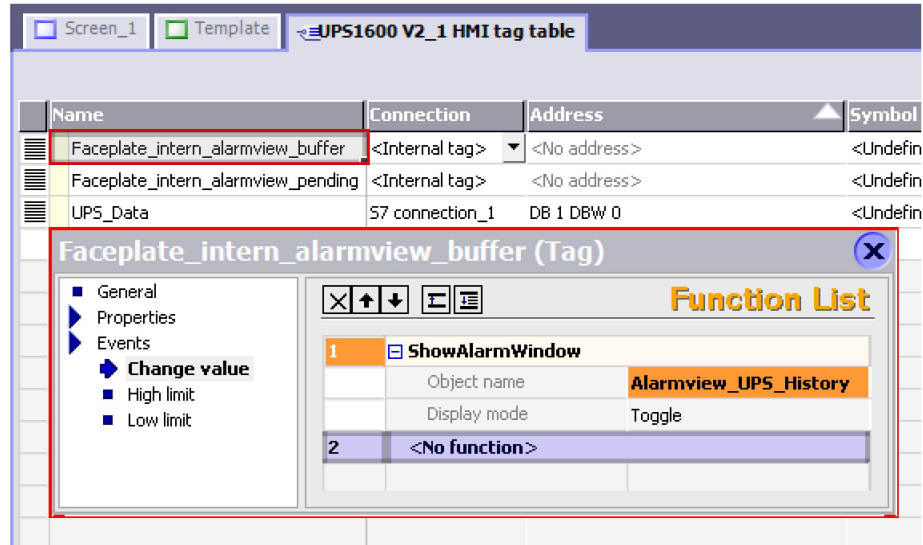 Screen_1 Template UPS1600 V2_1 HMI tag table
Name Connection Address Symbol
Faceplate_intern_alarmview_buffer <Internal tag> <No address> <Undefin
Faceplate_intern_alarmview_pending <Internal tag> <No address> <Undefin
UPS_Data S7 connection_1 DB 1 DBW 0 <Undefin
Faceplate_intern_alarmview_buffer (Tag)
General
Properties
Events
Change value
High limit
Low limit
Function List
1 ShowAlarmWindow
Object name Alarmview_UPS_History
Display mode Toggle
2 <No function>